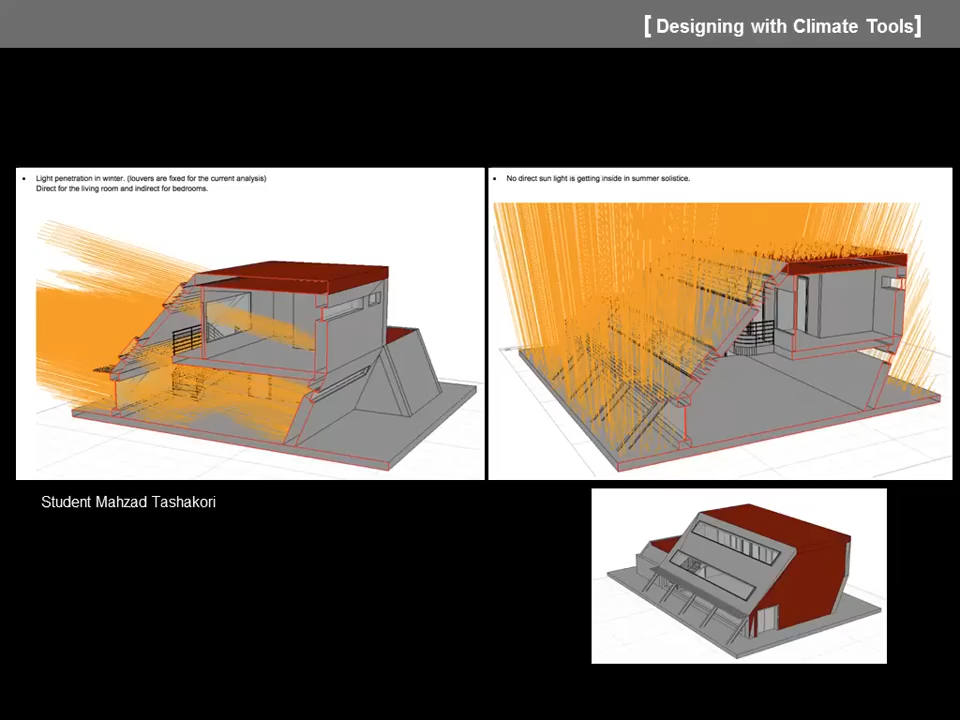 [ Designing with Climate Tools]
• Light penetration in winter. (louvers are fixed for the current analysis)
Direct for the living room and indirect for bedrooms.
• No direct sun light is getting inside in summer solistice.
Student Mahzad Tashakori